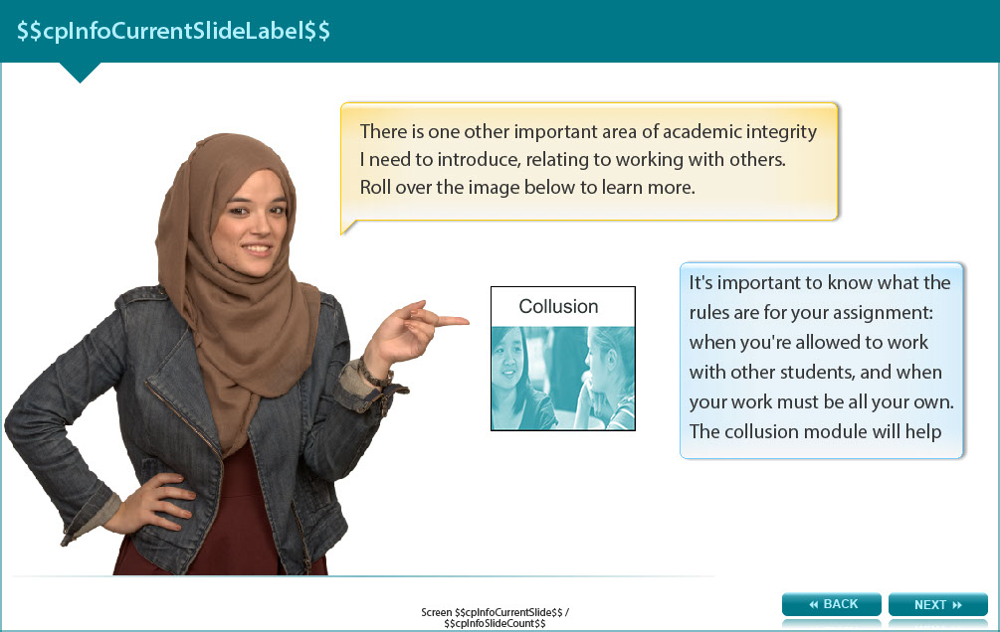 $$cpInfoCurrentSlideLabel$$
There is one other important area of academic integrity
I need to introduce, relating to working with others.
Roll over the image below to learn more.
Collusion
It's important to know what the
rules are for your assignment:
when you're allowed to work
with other students, and when
your work must be all your own.
The collusion module will help
Screen $$cpInfoCurrentSlide$$ /
$$cpInfoSlideCount$$
BACK
NEXT